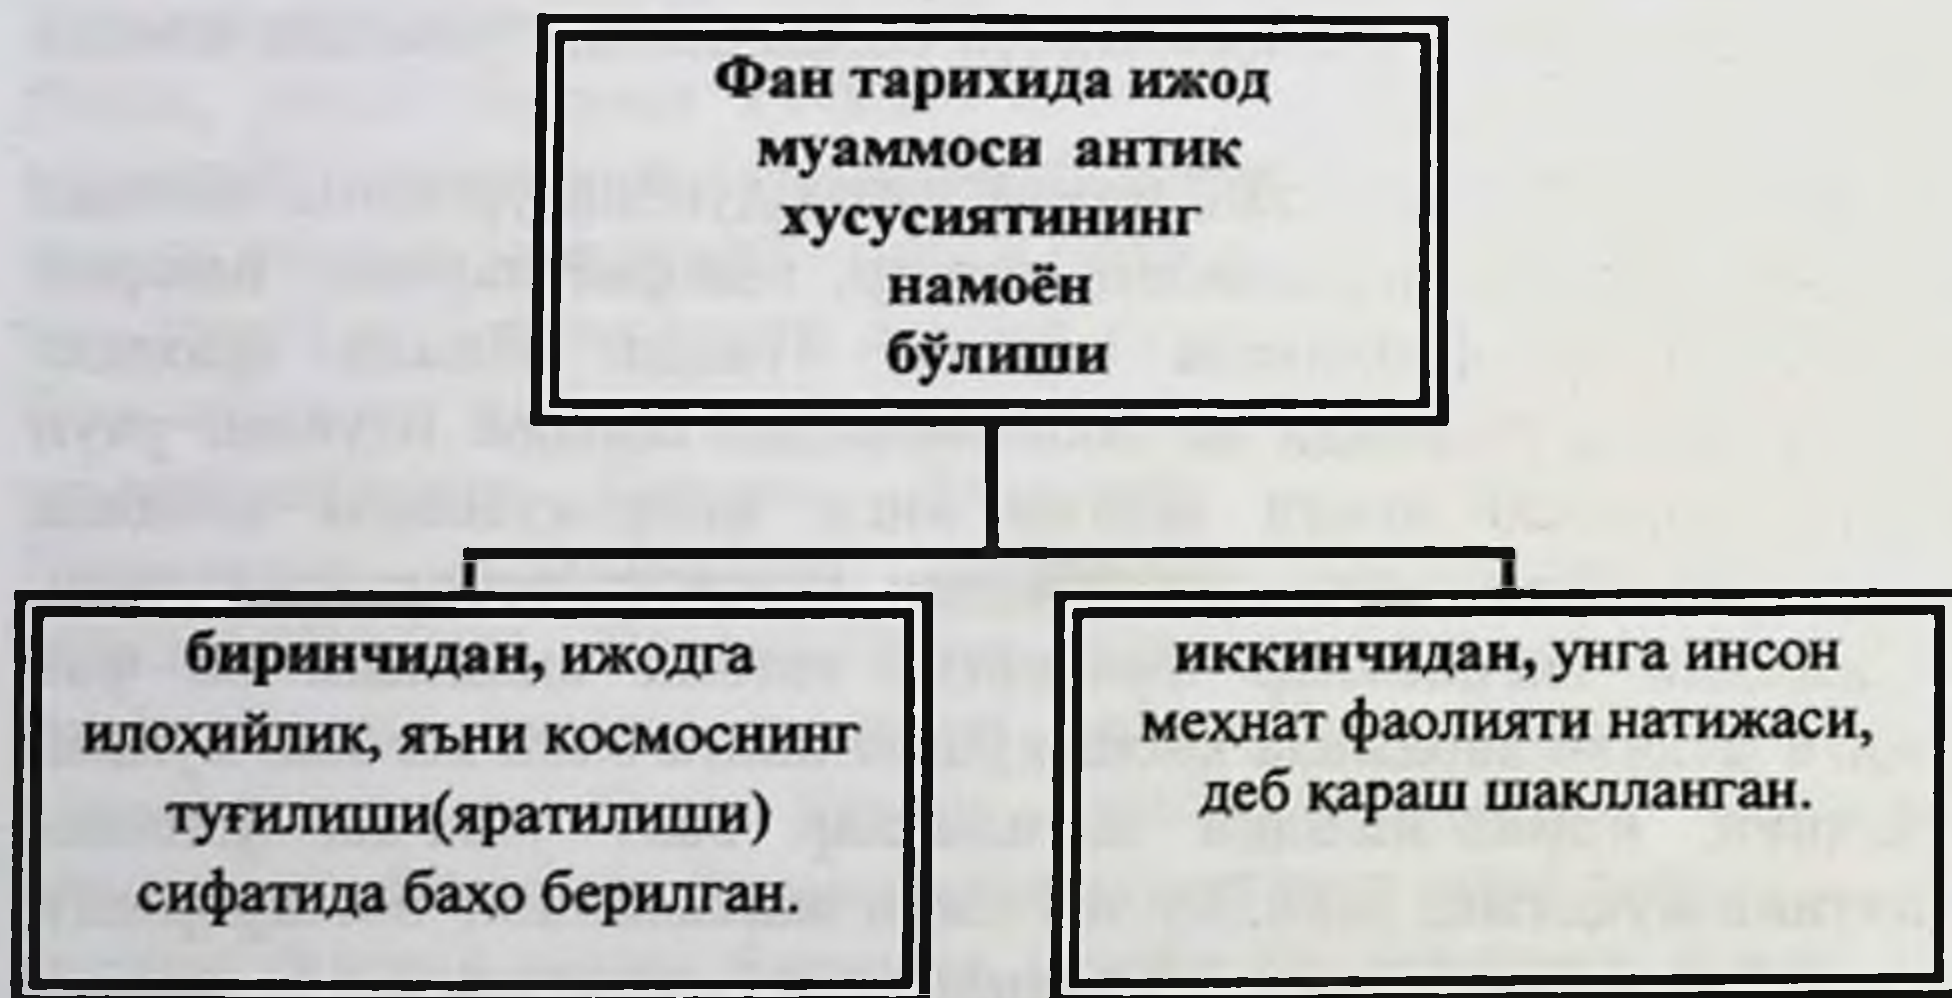 Фан тарихида ижод
муаммоси антик
хусусиятининг
намоён
бўлиши
биринчидан, ижодга
илоҳийлик, яъни космоснинг
туғилиши(яратилиши)
сифатида баҳо берилган.
иккинчидан, унга инсон
меҳнат фаолияти натижаси,
деб қараш шаклланган.